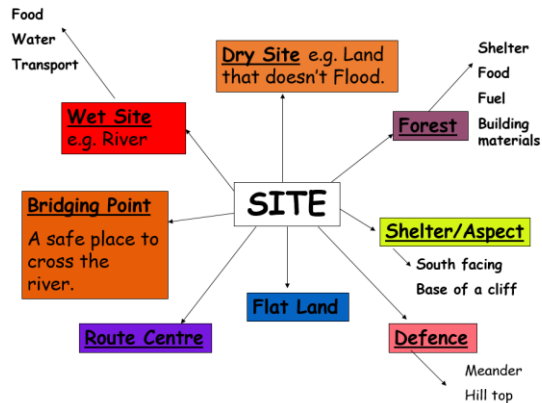 Food
Water
Transport
Dry Site e.g. Land
that doesn't Flood.
Shelter
Food
Fuel
Building
materials
Wet Site
e.g. River
Forest
SITE
Bridging Point
A safe place to
cross the
river.
Shelter/Aspect
South facing
Base of a cliff
Flat Land
Route Centre
Defence
Meander
Hill top